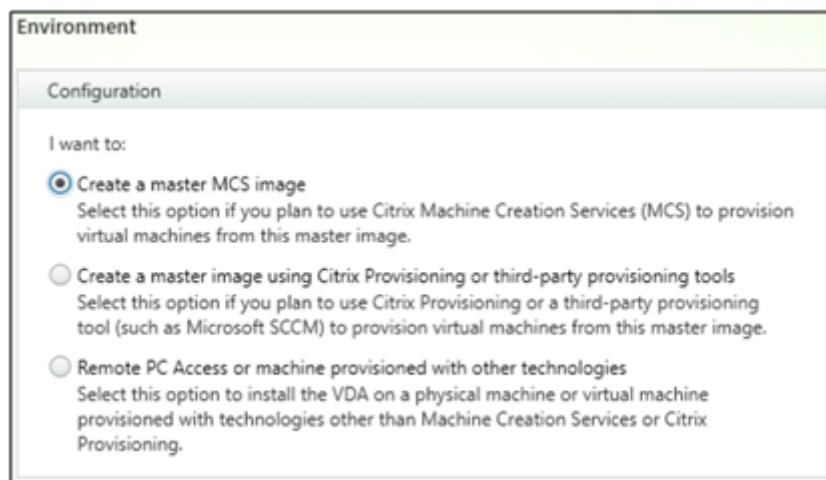 Environment
Configuration
I want to:
Create a master MCS image
Select this option if you plan to use Citrix Machine Creation Services (MCS) to provision
virtual machines from this master image.
Create a master image using Citrix Provisioning or third-party provisioning tools
Select this option if you plan to use Citrix Provisioning or a third-party provisioning
tool (such as Microsoft SCCM) to provision virtual machines from this master image.
Remote PC Access or machine provisioned with other technologies
Select this option to install the VDA on a physical machine or virtual machine
provisioned with technologies other than Machine Creation Services or Citrix
Provisioning.